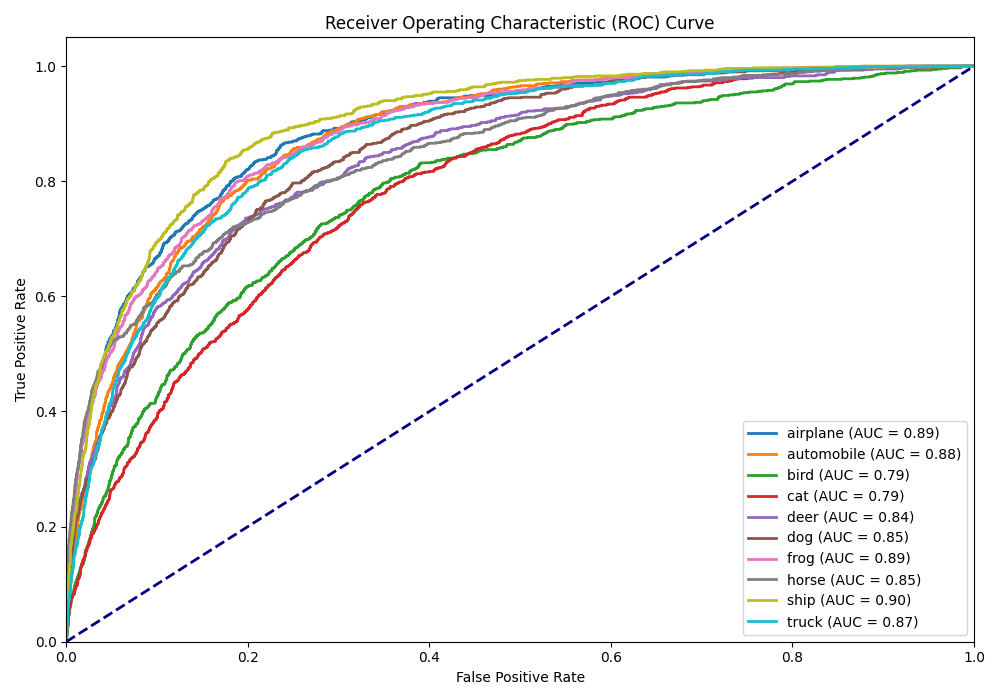 Receiver Operating Characteristic (ROC) Curve
1.0
0.8
0.6
0.4
0.2
0.0
True Positive Rate
airplane (AUC = 0.89)
automobile (AUC = 0.88)
bird (AUC = 0.79)
cat (AUC = 0.79)
deer (AUC = 0.84)
dog (AUC = 0.85)
frog (AUC = 0.89)
horse (AUC = 0.85)
ship (AUC = 0.90)
truck (AUC = 0.87)
0.0 0.2 0.4 0.6 0.8 1.0
False Positive Rate